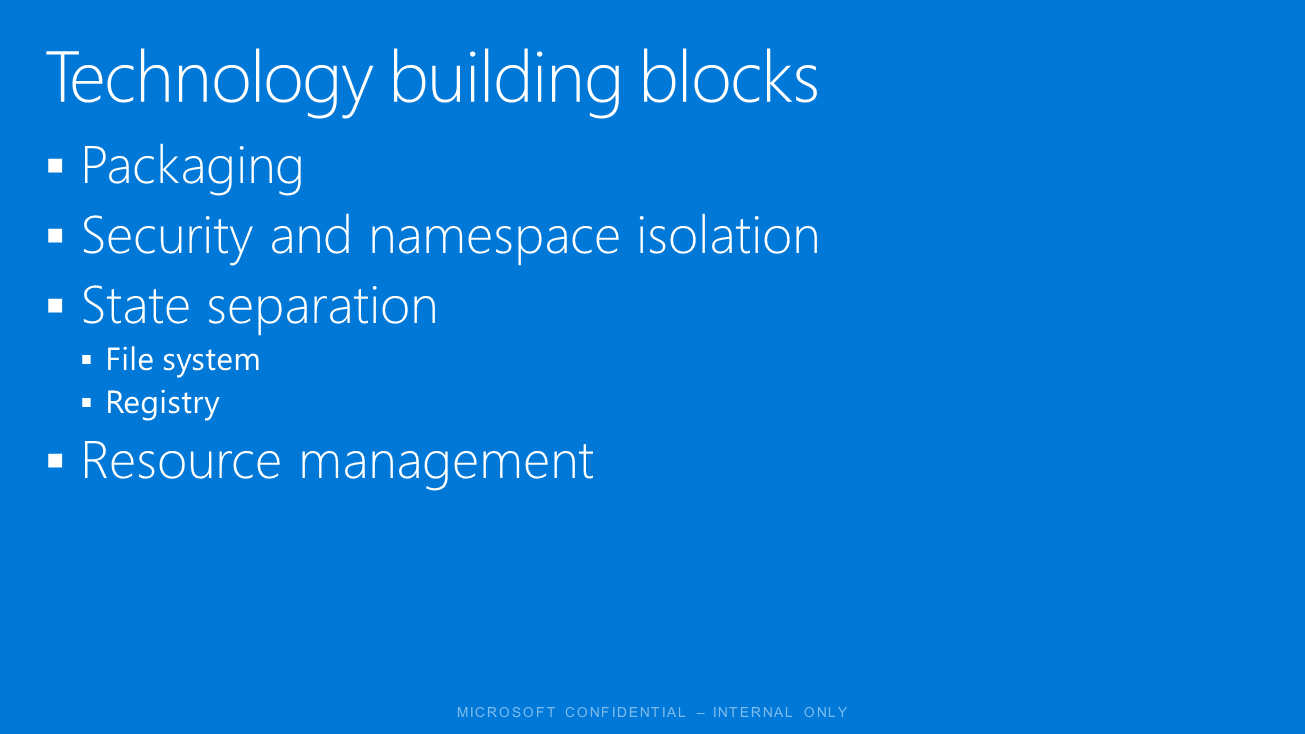 Technology building blocks
▪ Packaging
▪ Security and namespace isolation
▪ State separation
▪ File system
▪ Registry
▪ Resource management
MICROSOFT CONFIDENTIAL – INTERNAL ONLY